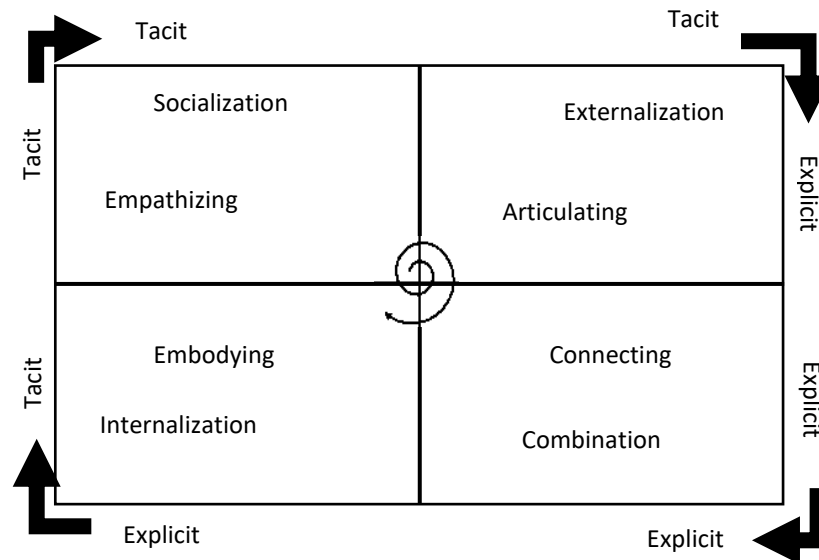 Tacit
Tacit
Socialization
Externalization
Tacit
Explicit
Empathizing
Articulating
Tacit
Embodying
Connecting
Explicit
Internalization
Combination
Explicit
Explicit